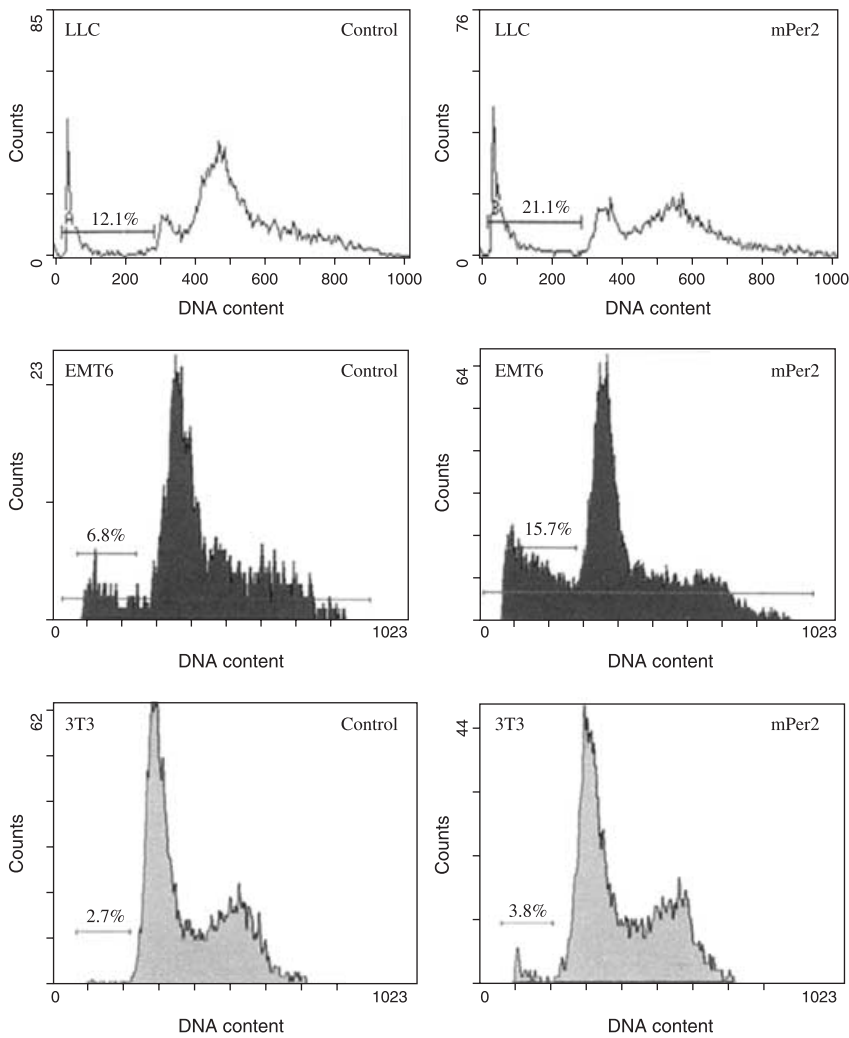 85
LLC
Control
Counts
12.1%
0
0
200
400
600
800
1000
DNA content
76
LLC
mPer2
Counts
21.1%
0
0
200
400
600
800
1000
DNA content
23
EMT6
Control
Counts
6.8%
0
1023
DNA content
64
EMT6
mPer2
Counts
15.7%
0
1023
DNA content
62
3T3
Control
Counts
2.7%
0
1023
DNA content
44
3T3
mPer2
Counts
3.8%
0
1023
DNA content